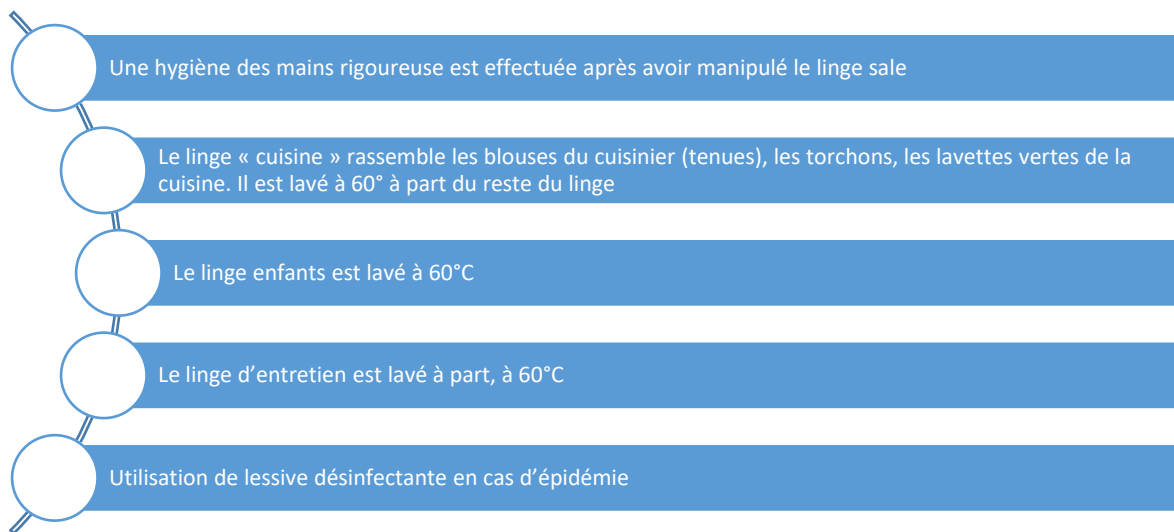 Une hygiène des mains rigoureuse est effectuée après avoir manipulé le linge sale
Le linge « cuisine » rassemble les blouses du cuisinier (tenues), les torchons, les lavettes vertes de la
cuisine. Il est lavé à 60° à part du reste du linge
Le linge enfants est lavé à 60°C
Le linge d’entretien est lavé à part, à 60°C
Utilisation de lessive désinfectante en cas d’épidémie